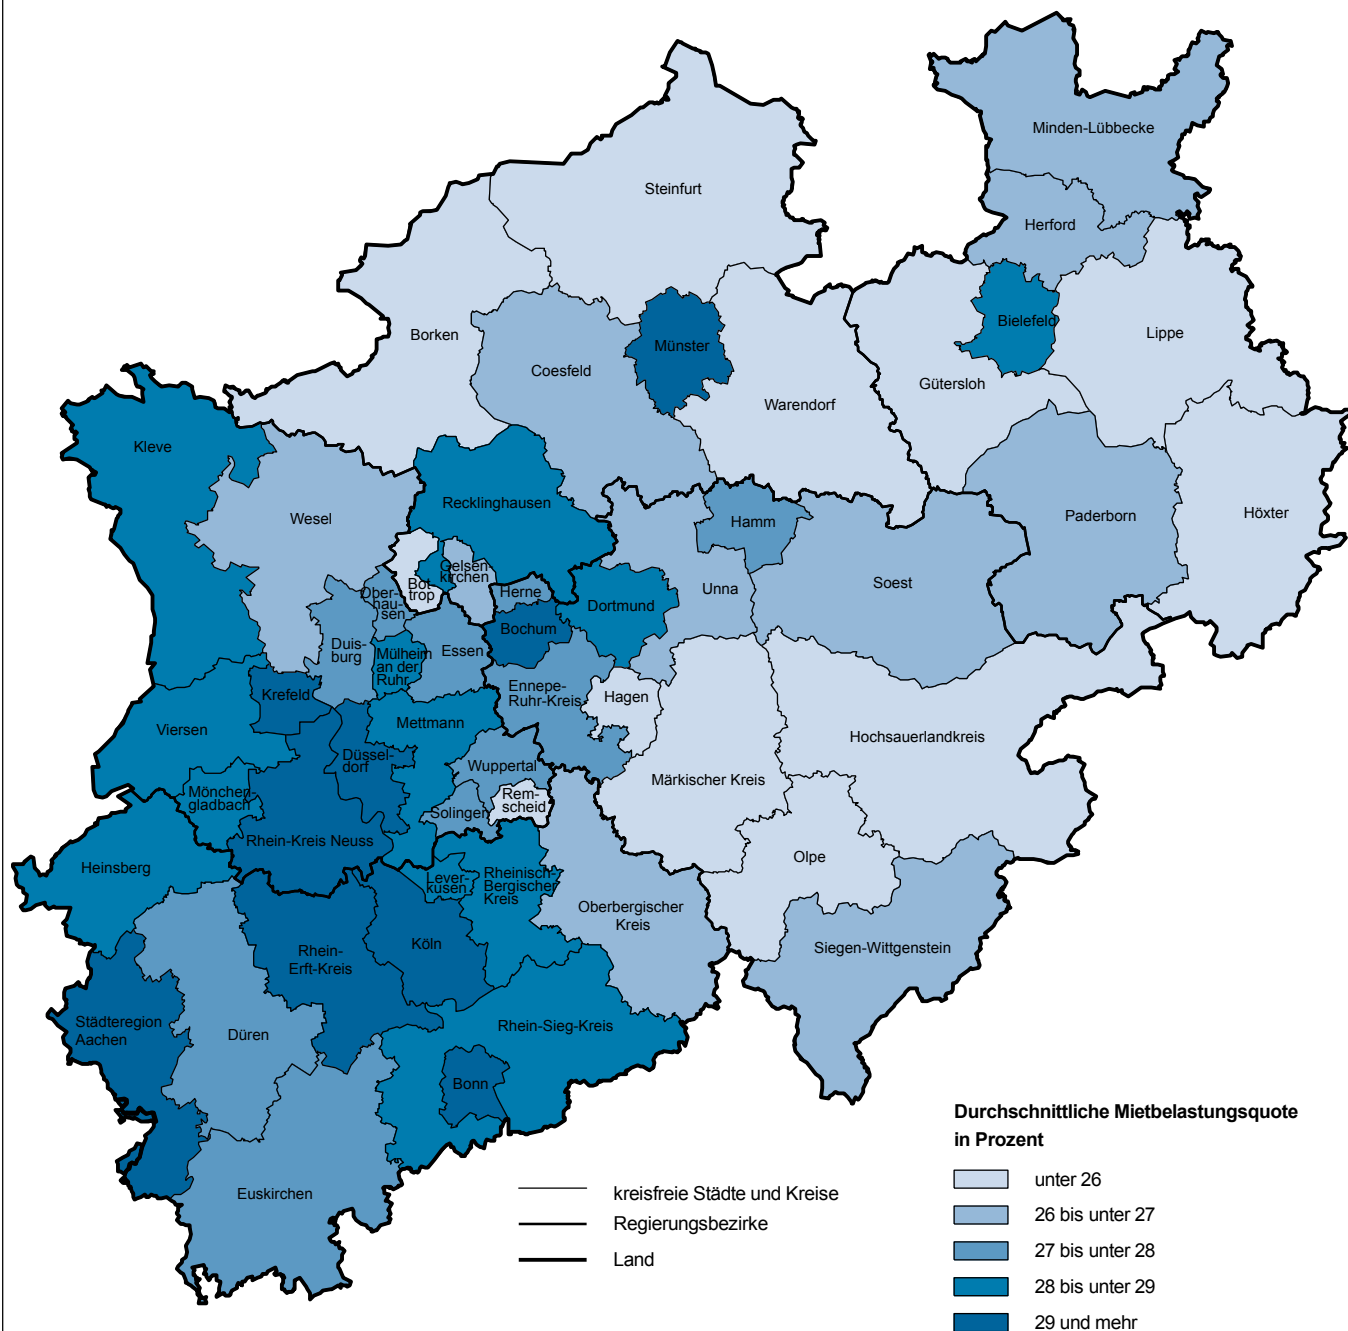 Minden-Lübbecke
Steinfurt
Herford
Borken
Coesfeld
Münster
Bielefeld
Lippe
Gütersloh
Warendorf
Kleve
Recklinghausen
Wesel
Hamm
Paderborn
Höxter
Gelsen
kirchen
Bot
trop
Ober-
hau-
sen
Herne
Dortmund
Unna
Soest
Bochum
Duis-
burg
Mülheim
an der
Ruhr
Essen
Krefeld
Ennepe-
Ruhr-Kreis
Hagen
Viersen
Mettmann
Düssel-
dorf
Hochsauerlandkreis
Wuppertal
Märkischer Kreis
Mönchen-
gladbach
Rem-
scheid
Solingen
Rhein-Kreis Neuss
Heinsberg
Olpe
Lever-
kusen
Rheinisch-
Bergischer
Kreis
Oberbergischer
Kreis
Köln
Rhein-
Erft-Kreis
Siegen-Wittgenstein
Städteregion
Aachen
Düren
Rhein-Sieg-Kreis
Bonn
Euskirchen
kreisfreie Städte und Kreise
Regierungsbezirke
Land
Durchschnittliche Mietbelastungsquote
in Prozent
unter 26
26 bis unter 27
27 bis unter 28
28 bis unter 29
29 und mehr